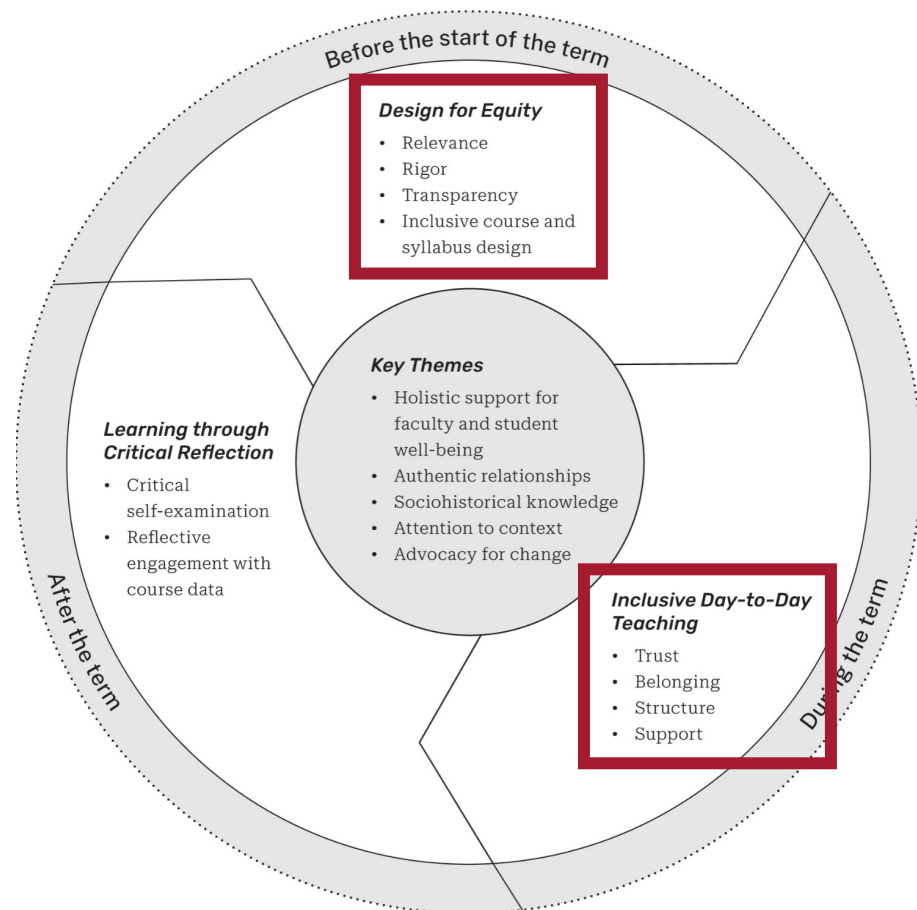 Before the start of the term
Design for Equity
• Relevance
• Rigor
• Transparency
• Inclusive course and
syllabus design
Key Themes
• Holistic support for
faculty and student
well-being
• Authentic relationships
• Sociohistorical knowledge
• Attention to context
• Advocacy for change
Learning through
Critical Reflection
• Critical
self-examination
• Reflective
engagement with
course data
Inclusive Day-to-Day
Teaching
• Trust
• Belonging
• Structure
• Support
After the term
During the term